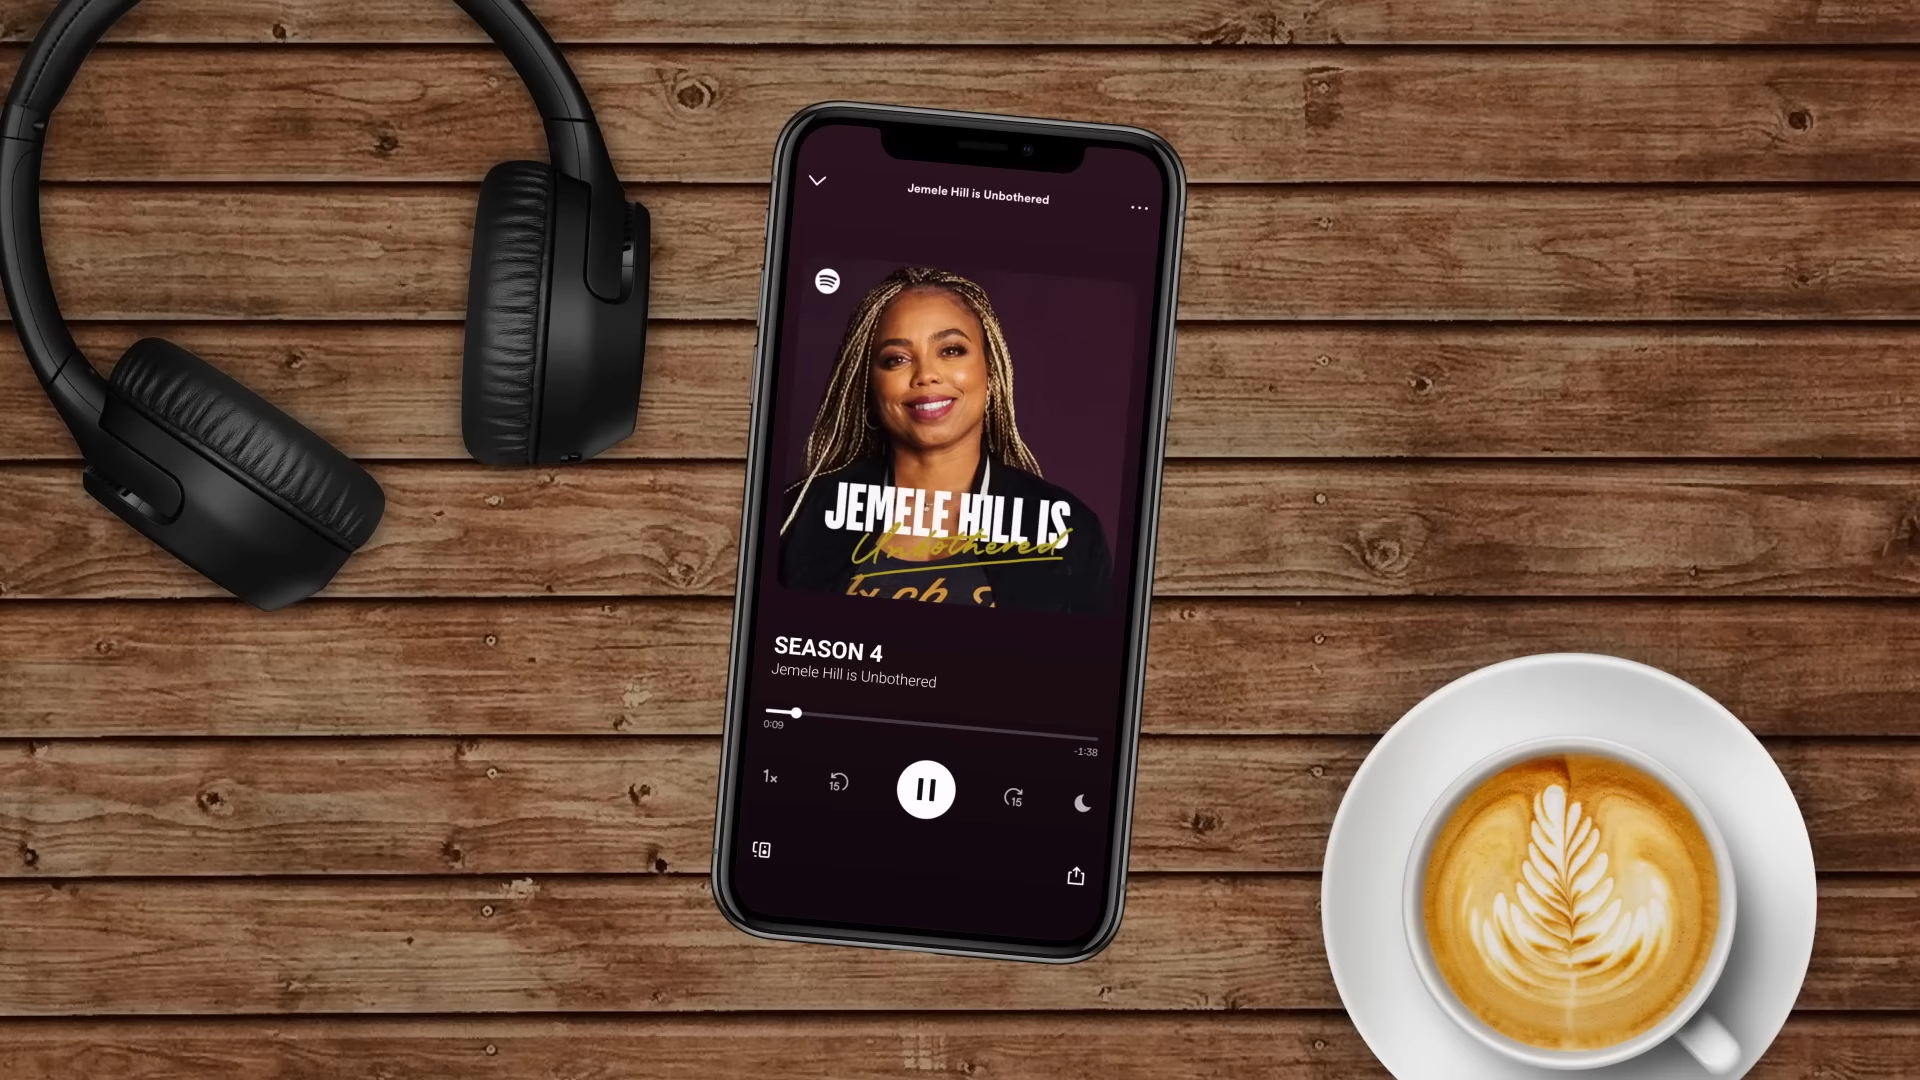 Jemele Hill is Unbothered
JEMELE HILL IS
Unbothered
SEASON 4
Jemele Hill is Unbothered
0:09
-1:38
1x
15
15